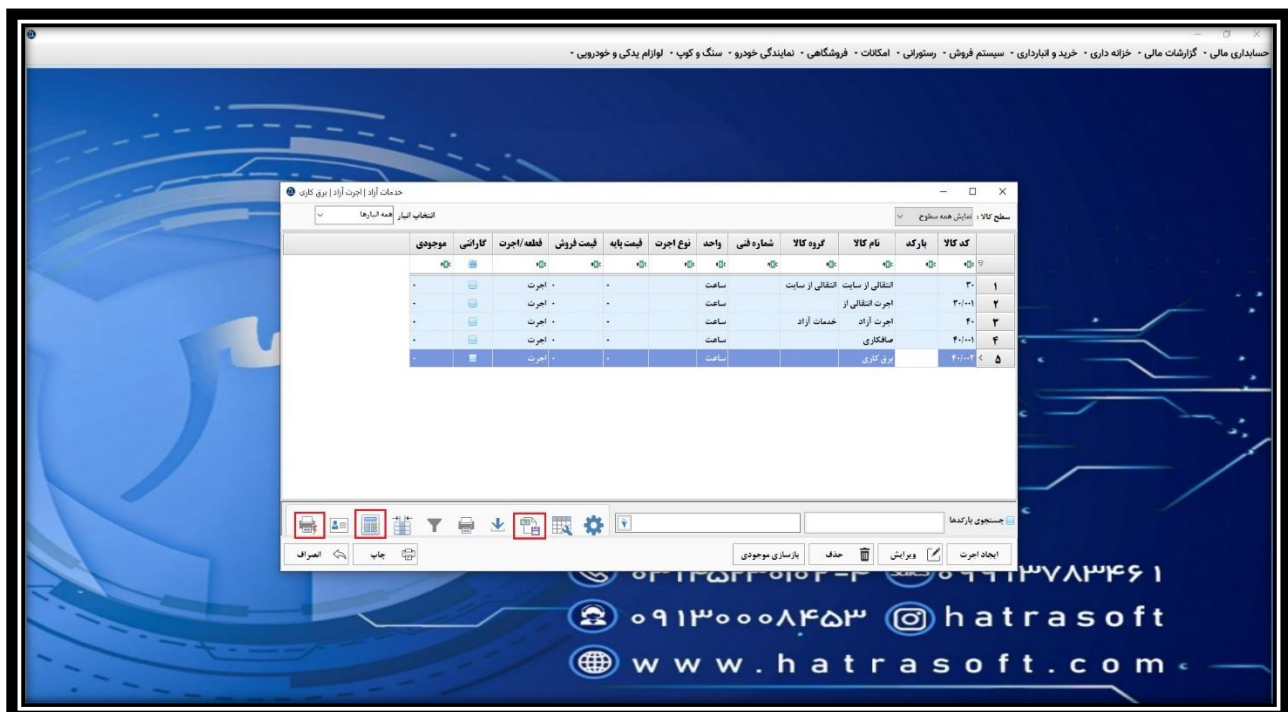 حسابداری مالی - گزارشات مالی - خزانه داری - خرید و انبارداری - سیستم فروش - رستورانی - امکانات - فروشگاهی - نمایندگی خودرو - سنگ و کوپ - لوازم یدکی و خودرویی -
خدمات آزاد | اجرت آزاد | برق کاری
سطح کالا : نمایش همه سطوح انتخاب انبار همه انبارها
کد کالا بارکد نام کالا گروه کالا شماره فنی واحد نوع اجرت قیمت پایه قیمت فروش قطعه/اجرت گارانتی موجودی
۱ ۳۰ انتقالی از سایت انتقالی از سایت ساعت ۰ ۰ اجرت ۰
۲ ۳۰/۰۰۱ اجرت انتقالی از ساعت ۰ ۰ اجرت ۰
۳ ۴۰ اجرت آزاد خدمات آزاد ساعت ۰ ۰ اجرت ۰
۴ ۴۰/۰۰۱ صافکاری ساعت ۰ ۰ اجرت ۰
۵ ۴۰/۰۰۲ برق کاری ساعت ۰ ۰ اجرت ۰
جستجوی بارکدها
ایجاد اجرت ویرایش حذف بازسازی موجودی چاپ انصراف
۰۹۱۳۰۰۰۸۴۵۳ hatrasoft
www.hatrasoft.com